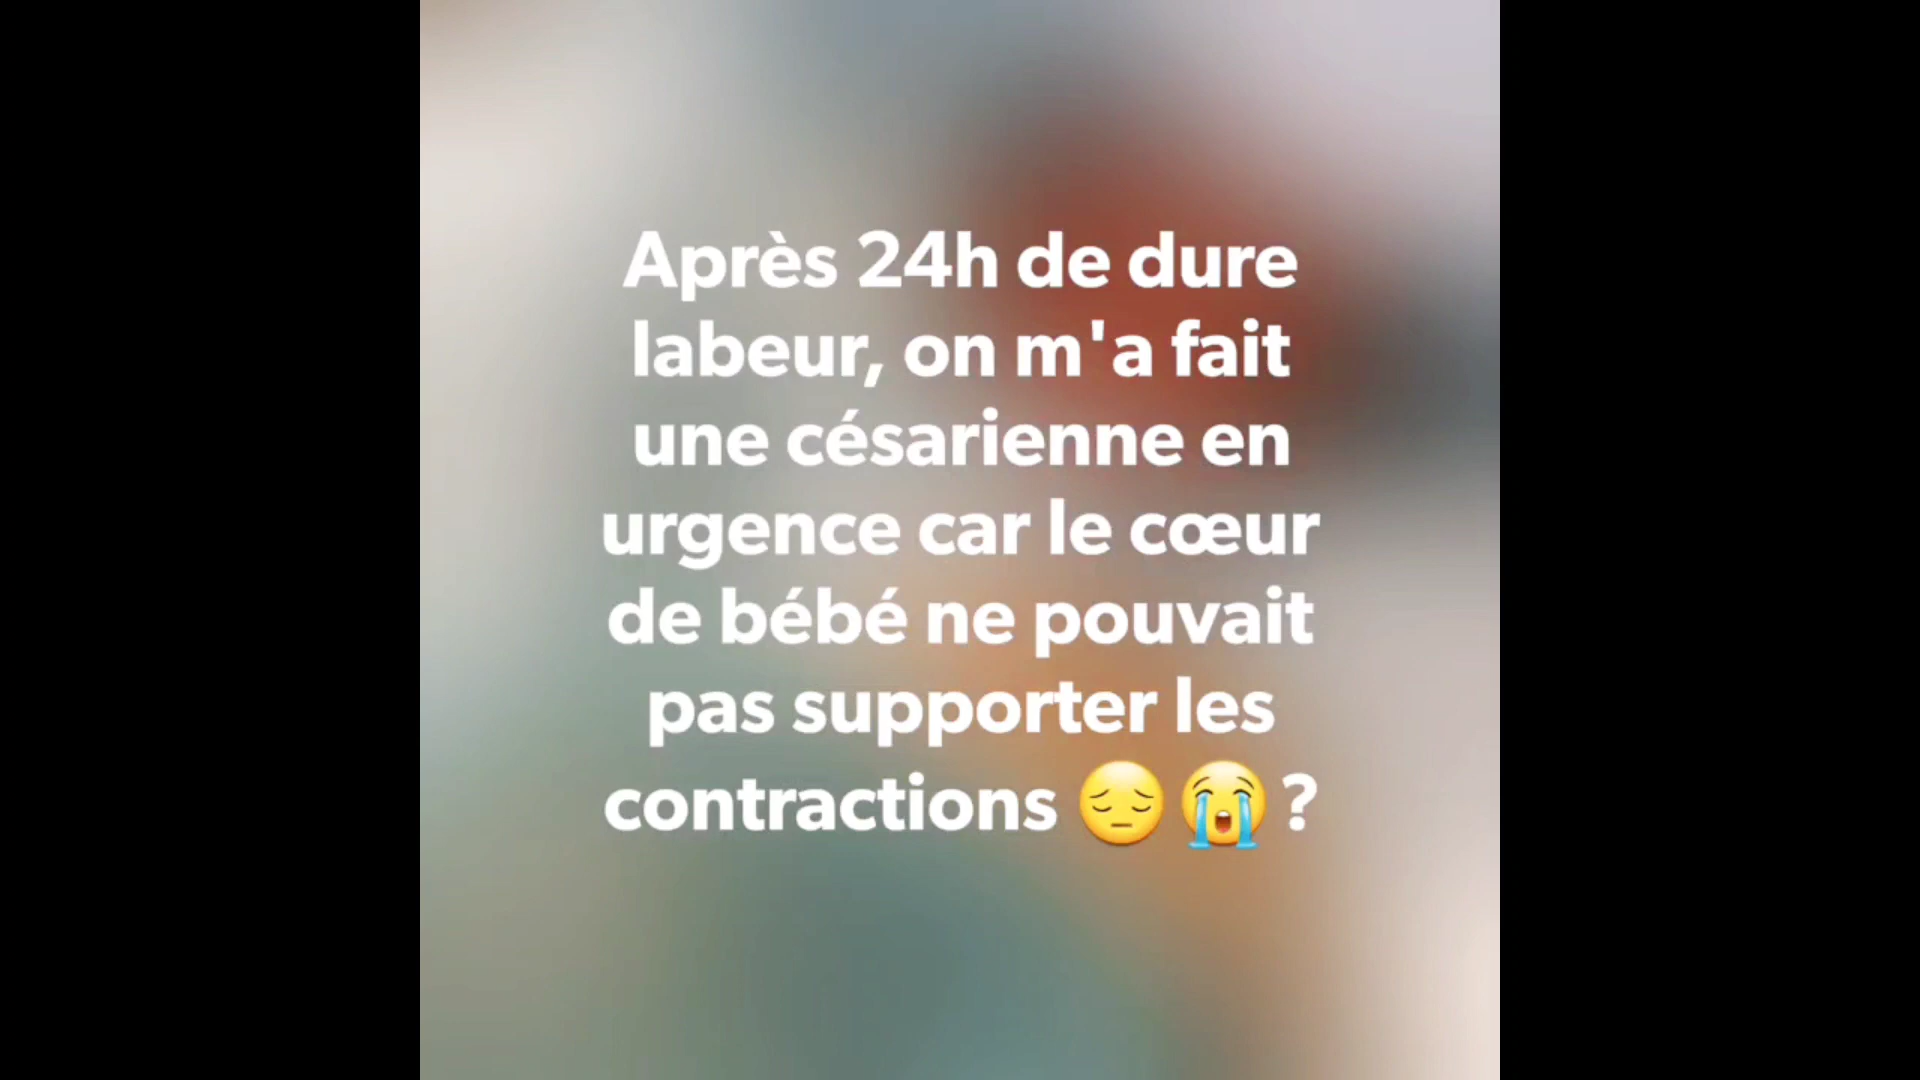 Après 24h de dure
labeur, on m'a fait
une césarienne en
urgence car le cœur
de bébé ne pouvait
pas supporter les
contractions 😔😭?